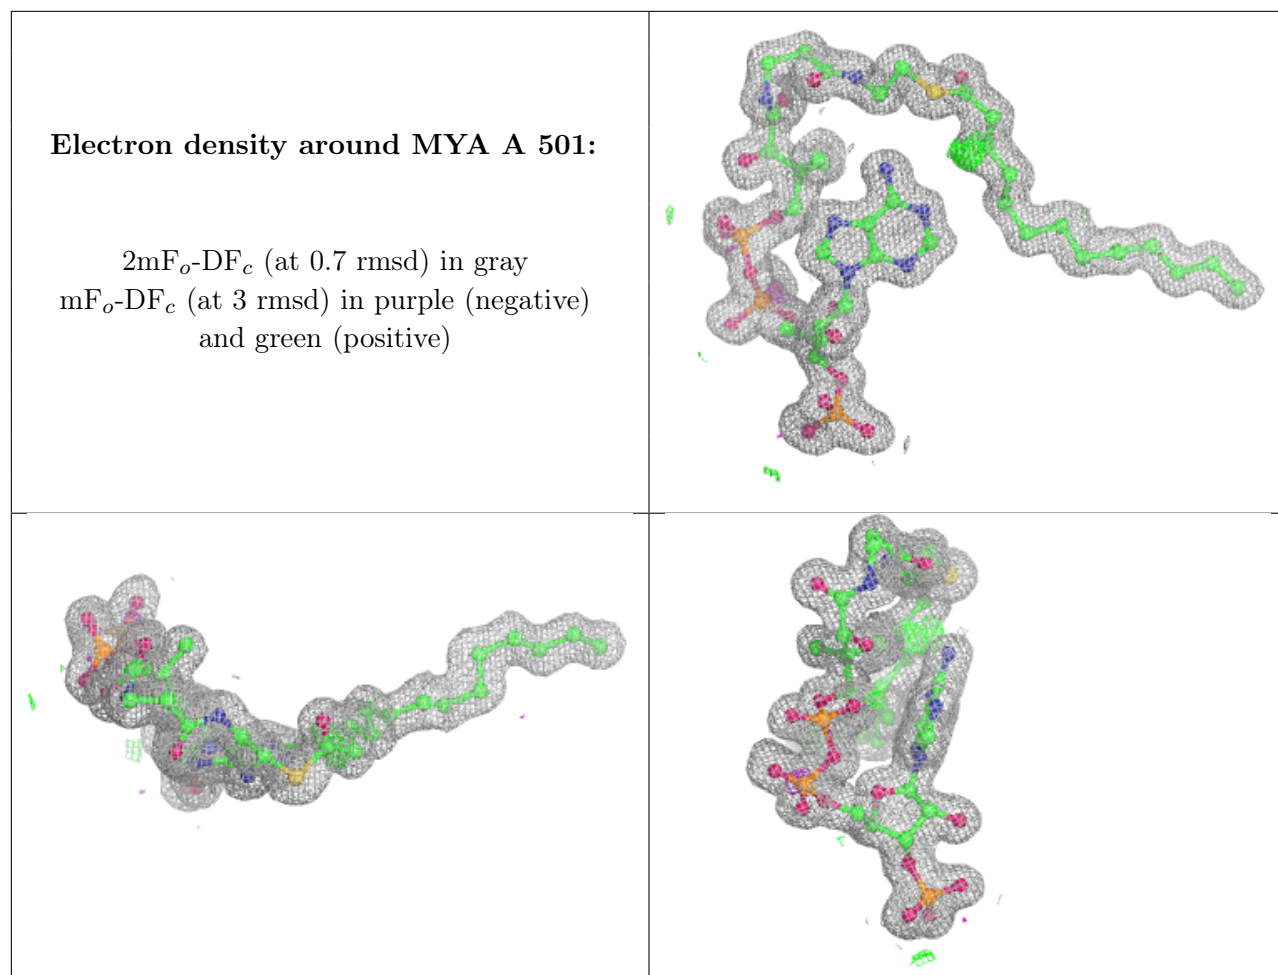 Electron density around MYA A 501:
2mFo-DFc (at 0.7 rmsd) in gray
mFo-DFc (at 3 rmsd) in purple (negative)
and green (positive)